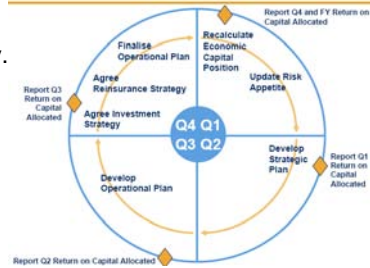 Report Q4 and FY Return on
Capital Allocated
y.
Finalise
Operational Plan
Recalculate
Economic
Capital
Position
Agree
Reinsurance Strategy
Update Risk
Appetite
Report Q3
Return on
Capital
Allocated
Agree Investment
Strategy
Q4 Q1
Q3 Q2
Develop
Strategic
Plan
Report Q1
Return on
Capital
Allocated
Develop
Operational Plan
Report Q2 Return on Capital Allocated